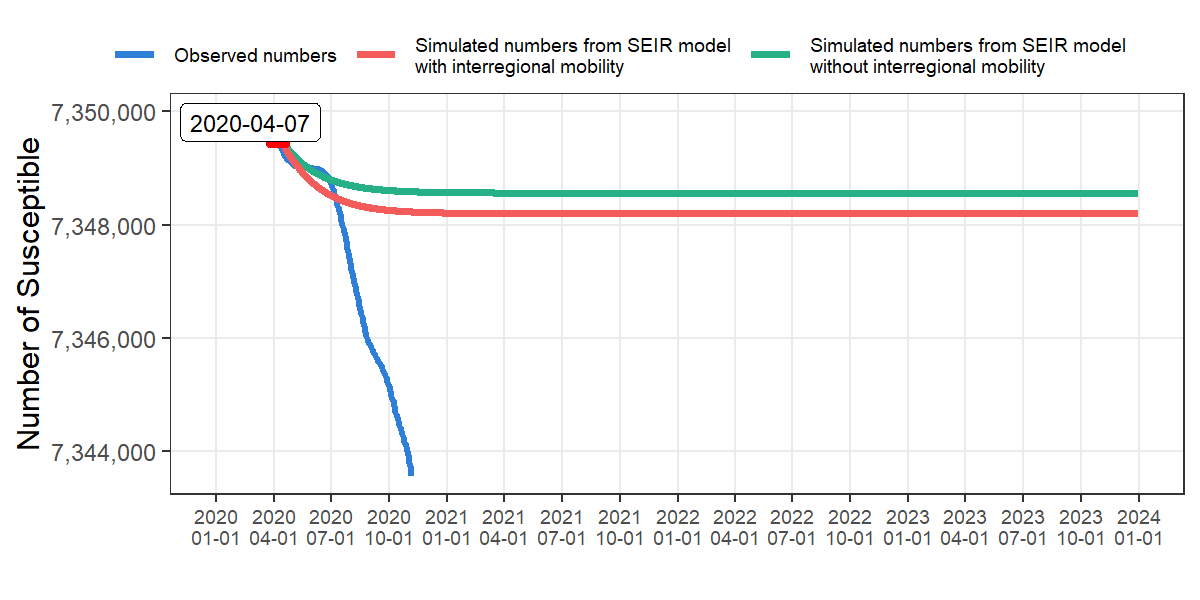 Observed numbers
Simulated numbers from SEIR model
with interregional mobility
Simulated numbers from SEIR model
without interregional mobility
Number of Susceptible
7,350,000
7,348,000
7,346,000
7,344,000
2020-04-07
2020 2020 2020 2020 2021 2021 2021 2021 2022 2022 2022 2022 2023 2023 2023 2023 2024
01-01 04-01 07-01 10-01 01-01 04-01 07-01 10-01 01-01 04-01 07-01 10-01 01-01 04-01 07-01 10-01 01-01